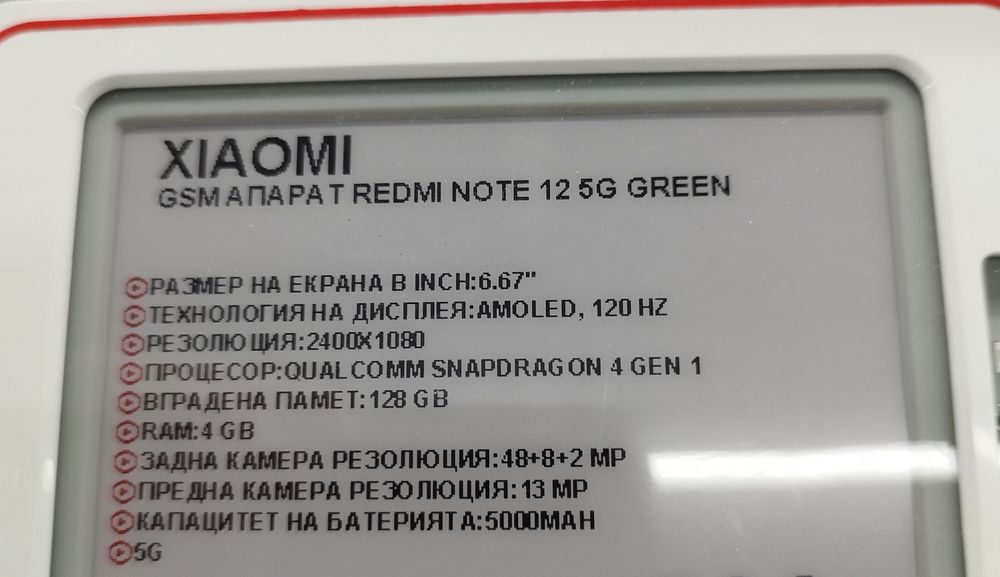 XIAOMI
GSM АПАРАТ REDMI NOTE 12 5G GREEN
РАЗМЕР НА ЕКРАНА В INCH:6.67"
ТЕХНОЛОГИЯ НА ДИСПЛЕЯ:AMOLED, 120 HZ
РЕЗОЛЮЦИЯ:2400X1080
ПРОЦЕСОР:QUALCOMM SNAPDRAGON 4 GEN 1
ВГРАДЕНА ПАМЕТ:128 GB
RAM:4 GB
ЗАДНА КАМЕРА РЕЗОЛЮЦИЯ:48+8+2 MP
ПРЕДНА КАМЕРА РЕЗОЛЮЦИЯ:13 MP
КАПАЦИТЕТ НА БАТЕРИЯТА:5000MAH
5G